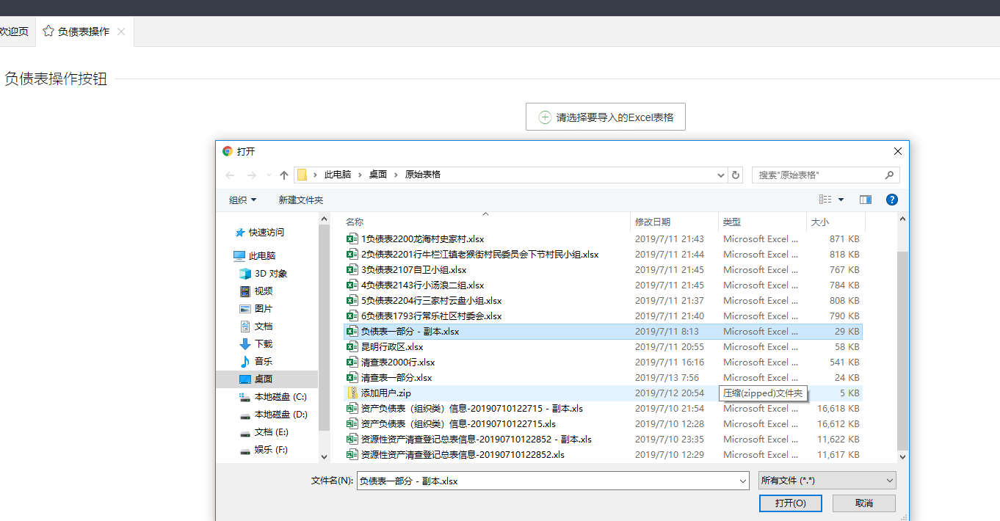 欢迎页 负债表操作
负债表操作按钮
请选择要导入的Excel表格
打开
此电脑 桌面 原始表格 搜索"原始表格"
组织 新建文件夹
快速访问
此电脑
3D 对象
视频
图片
文档
下载
音乐
桌面
本地磁盘 (C:)
本地磁盘 (D:)
文档 (E:)
娱乐 (F:)
名称 修改日期 类型 大小
1负债表2200龙海村史家村.xlsx 2019/7/11 21:43 Microsoft Excel ... 871 KB
2负债表2201行牛栏江镇老猴街村民委员会下节村民小组.xlsx 2019/7/11 21:44 Microsoft Excel ... 818 KB
3负债表2107自卫小组.xlsx 2019/7/11 21:45 Microsoft Excel ... 767 KB
4负债表2143行小汤浪二组.xlsx 2019/7/11 21:45 Microsoft Excel ... 784 KB
5负债表2204行三家村云盘小组.xlsx 2019/7/11 21:37 Microsoft Excel ... 808 KB
6负债表1793行常乐社区村委会.xlsx 2019/7/11 21:40 Microsoft Excel ... 790 KB
负债表一部分 - 副本.xlsx 2019/7/11 8:13 Microsoft Excel ... 29 KB
昆明行政区.xlsx 2019/7/11 20:55 Microsoft Excel ... 58 KB
清查表2000行.xlsx 2019/7/11 16:16 Microsoft Excel ... 541 KB
清查表一部分.xlsx 2019/7/13 7:56 Microsoft Excel ... 24 KB
添加用户.zip 2019/7/12 20:54 压缩(zipped)文件夹 5 KB
资产负债表（组织类）信息-20190710122715 - 副本.xls 2019/7/10 21:54 Microsoft Excel ... 16,618 KB
资产负债表（组织类）信息-20190710122715.xls 2019/7/10 12:28 Microsoft Excel ... 16,612 KB
资源性资产清查登记总表信息-20190710122852 - 副本.xls 2019/7/10 23:35 Microsoft Excel ... 11,622 KB
资源性资产清查登记总表信息-20190710122852.xls 2019/7/10 12:29 Microsoft Excel ... 11,617 KB
文件名(N): 负债表一部分 - 副本.xlsx 所有文件 (*.*)
打开(O) 取消